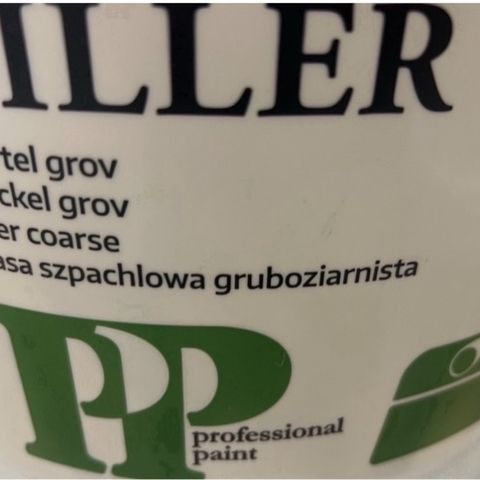 ILLER
tel grov
ckel grov
er coarse
asa szpachlowa gruboziarnista
PP
professional
paint